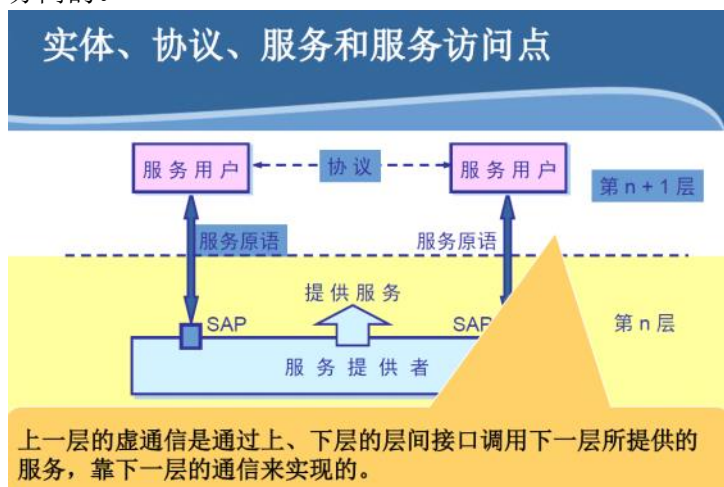 实体、协议、服务和服务访问点
服务用户
协议
服务用户
第 n + 1 层
服务原语
服务原语
提供服务
SAP
SAP
第 n 层
服务提供者
上一层的虚通信是通过上、下层的层间接口调用下一层所提供的
服务，靠下一层的通信来实现的。